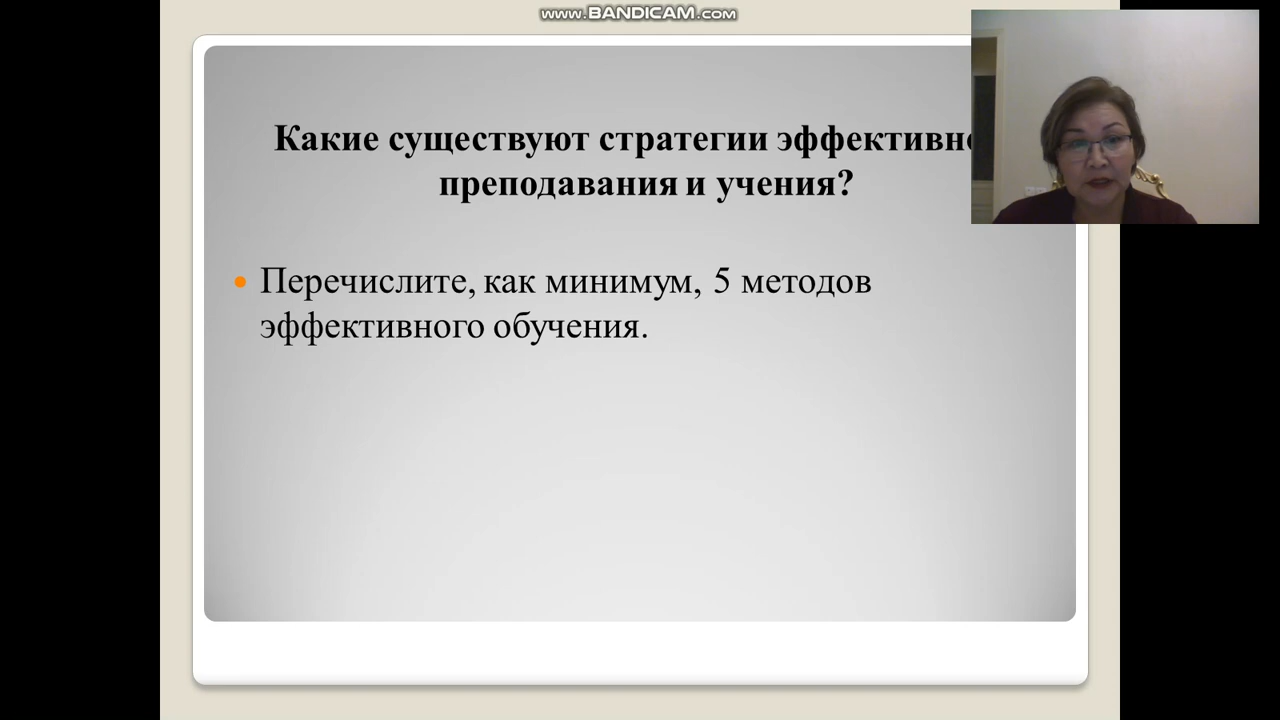 www.BANDICAM.com
Какие существуют стратегии эффективно
преподавания и учения?
Перечислите, как минимум, 5 методов
эффективного обучения.